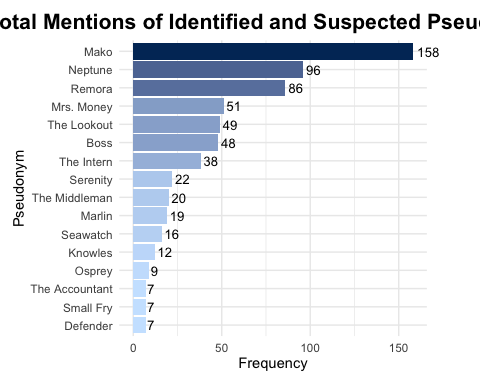 otal Mentions of Identified and Suspected Pseu
Mako 158
Neptune 96
Remora 86
Mrs. Money 51
The Lookout 49
Boss 48
The Intern 38
Serenity 22
The Middleman 20
Marlin 19
Seawatch 16
Knowles 12
Osprey 9
The Accountant 7
Small Fry 7
Defender 7
Pseudonym
0 50 100 150
Frequency